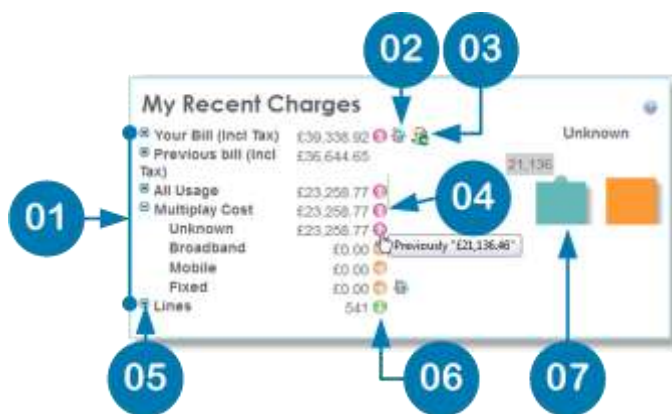 02 03
My Recent Charges
Your Bill (Incl Tax) £39,336.92
Unknown
Previous bill (Incl Tax) £36,644.65
21,136
All Usage £23,258.77
04
01
Multiplay Cost £23,258.77
Unknown £23,258.77
Previously "£21,136.46"
Broadband £0.00
Mobile £0.00
Fixed £0.00
Lines 541
05 06 07